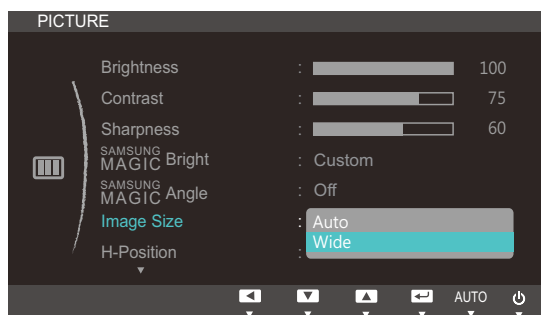 PICTURE
Brightness : 100
Contrast : 75
Sharpness : 60
SAMSUNG MAGIC Bright : Custom
SAMSUNG MAGIC Angle : Off
Image Size : Auto
Wide
H-Position :
AUTO